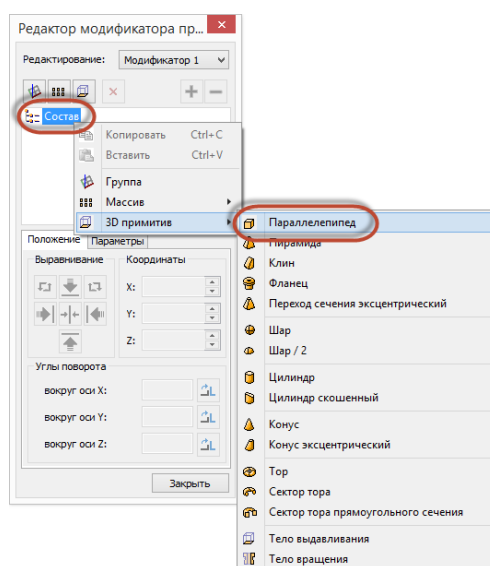 Редактор модификатора пр...
Редактирование: Модификатор 1
Состав
Копировать Ctrl+C
Вставить Ctrl+V
Группа
Массив
3D примитив
Параллелепипед
Пирамида
Клин
Фланец
Переход сечения эксцентрический
Шар
Шар / 2
Цилиндр
Цилиндр скошенный
Конус
Конус эксцентрический
Тор
Сектор тора
Сектор тора прямоугольного сечения
Тело выдавливания
Тело вращения
Положение Параметры
Выравнивание Координаты
X:
Y:
Z:
Углы поворота
вокруг оси X:
вокруг оси Y:
вокруг оси Z:
Закрыть